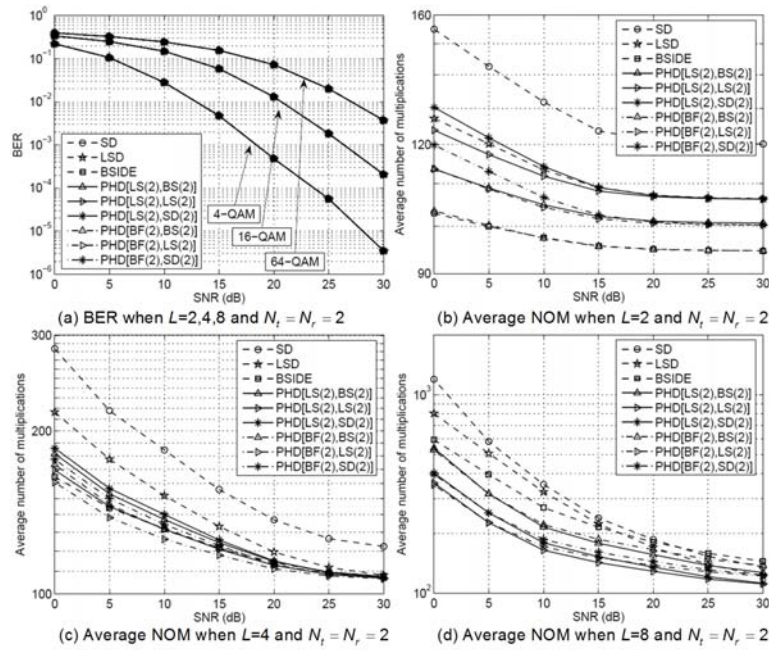 BER
10^0
10^-1
10^-2
10^-3
10^-4
10^-5
10^-6
SD
LSD
BSIDE
PHD[LS(2),BS(2)]
PHD[LS(2),LS(2)]
PHD[LS(2),SD(2)]
PHD[BF(2),BS(2)]
PHD[BF(2),LS(2)]
PHD[BF(2),SD(2)]
4-QAM
16-QAM
64-QAM
0 5 10 15 20 25 30
SNR (dB)
(a) BER when L=2,4,8 and N_t = N_r = 2
Average number of multiplications
160
120
90
SD
LSD
BSIDE
PHD[LS(2),BS(2)]
PHD[LS(2),LS(2)]
PHD[LS(2),SD(2)]
PHD[BF(2),BS(2)]
PHD[BF(2),LS(2)]
PHD[BF(2),SD(2)]
0 5 10 15 20 25 30
SNR (dB)
(b) Average NOM when L=2 and N_t = N_r = 2
Average number of multiplications
300
200
100
SD
LSD
BSIDE
PHD[LS(2),BS(2)]
PHD[LS(2),LS(2)]
PHD[LS(2),SD(2)]
PHD[BF(2),BS(2)]
PHD[BF(2),LS(2)]
PHD[BF(2),SD(2)]
0 5 10 15 20 25 30
SNR (dB)
(c) Average NOM when L=4 and N_t = N_r = 2
Average number of multiplications
10^3
10^2
SD
LSD
BSIDE
PHD[LS(2),BS(2)]
PHD[LS(2),LS(2)]
PHD[LS(2),SD(2)]
PHD[BF(2),BS(2)]
PHD[BF(2),LS(2)]
PHD[BF(2),SD(2)]
0 5 10 15 20 25 30
SNR (dB)
(d) Average NOM when L=8 and N_t = N_r = 2